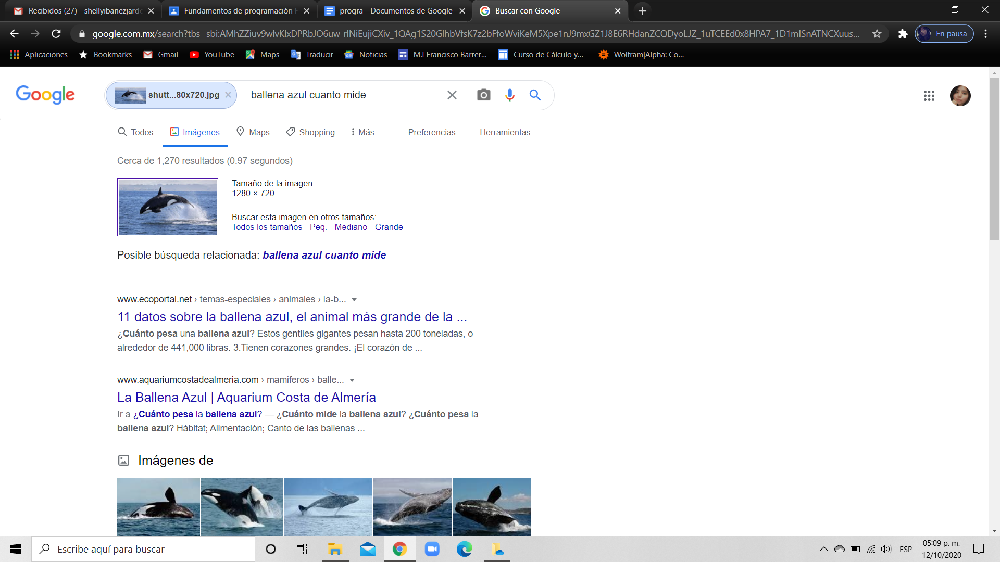 Recibidos (27) - shellyibanezjard
Fundamentos de programación F
progra - Documentos de Google
Buscar con Google
google.com.mx/search?tbs=sbi:AMhZZiuv9wlvKlxDPRbJO6uw-rlNiEujiCXiv_1QAg1S20GlhbVfsK7z2bFfoWviKeM5Xpe1nJ9mxGZ1J8E6RHdanZCQDyoLJZ_1uTCEEd0x8HPA7_1D1mISnATNCXuus...
En pausa
Aplicaciones
Bookmarks
Gmail
YouTube
Maps
Traducir
Noticias
M.I Francisco Barrer...
Curso de Cálculo y...
Wolfram|Alpha: Co...
Google
shutt...80x720.jpg
ballena azul cuanto mide
Todos
Imágenes
Maps
Shopping
Más
Preferencias
Herramientas
Cerca de 1,270 resultados (0.97 segundos)
Tamaño de la imagen:
1280 × 720
Buscar esta imagen en otros tamaños:
Todos los tamaños - Peq. - Mediano - Grande
Posible búsqueda relacionada: ballena azul cuanto mide
www.ecoportal.net › temas-especiales › animales › la-b...
11 datos sobre la ballena azul, el animal más grande de la ...
¿Cuánto pesa una ballena azul? Estos gentiles gigantes pesan hasta 200 toneladas, o
alrededor de 441,000 libras. 3.Tienen corazones grandes. ¡El corazón de ...
www.aquariumcostadealmeria.com › mamiferos › balle...
La Ballena Azul | Aquarium Costa de Almería
Ir a ¿Cuánto pesa la ballena azul? — ¿Cuánto mide la ballena azul? ¿Cuánto pesa la
ballena azul? Hábitat; Alimentación; Canto de las ballenas ...
Imágenes de
Escribe aquí para buscar
ESP
05:09 p. m.
12/10/2020